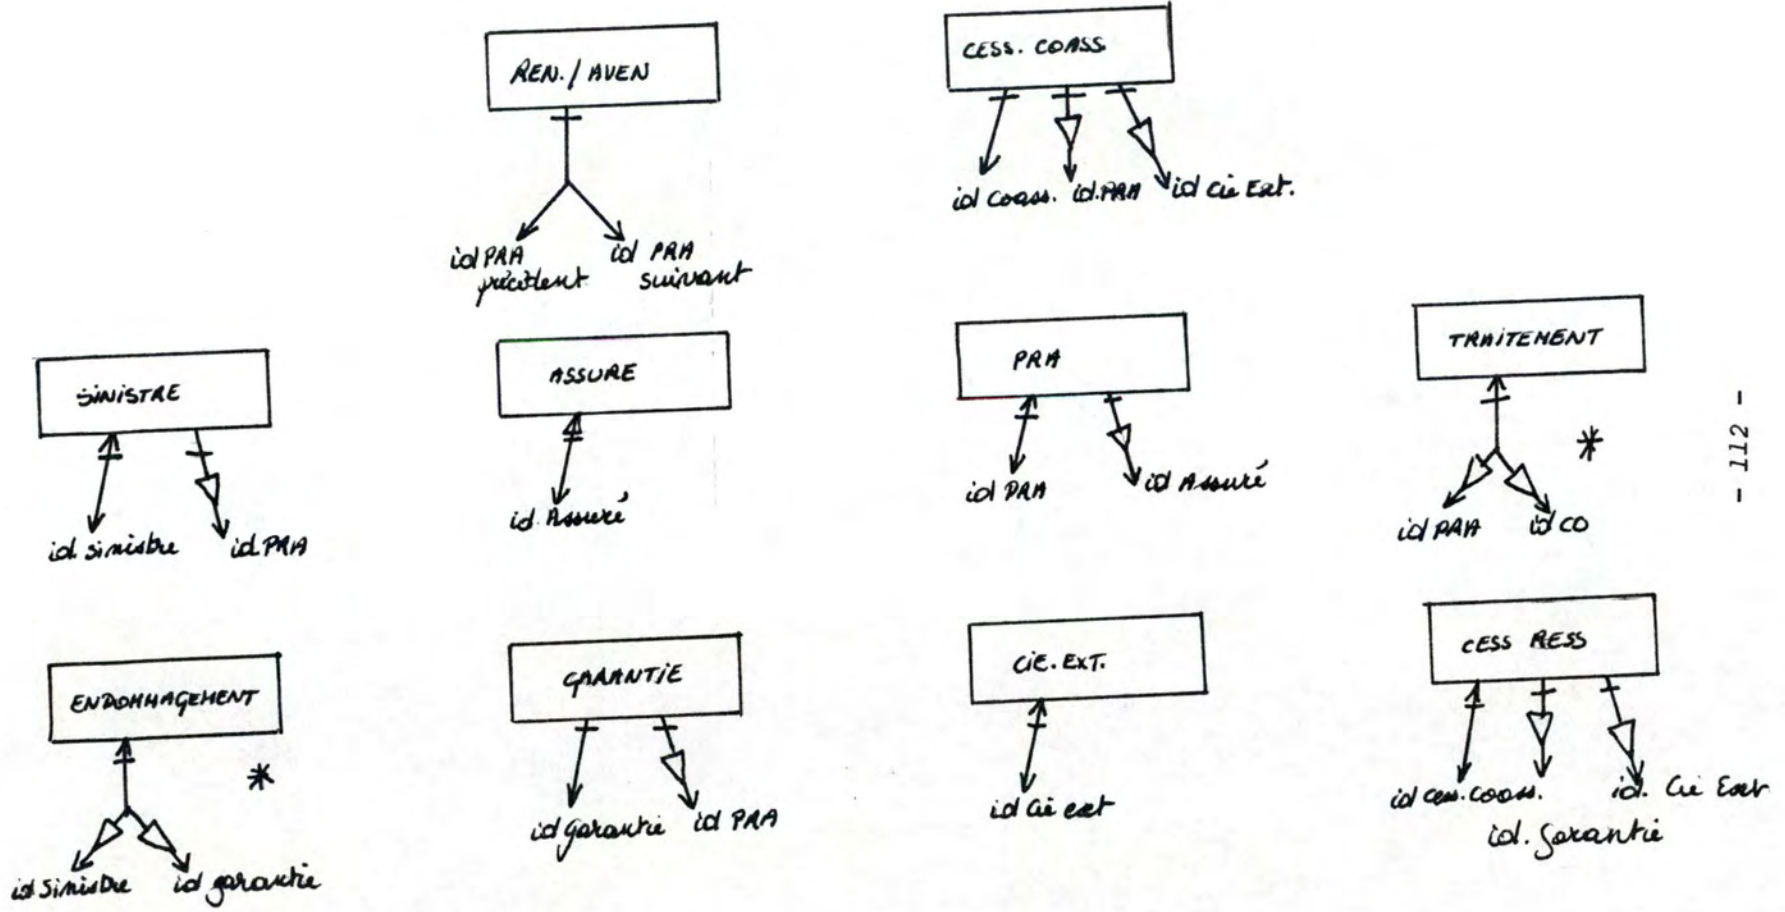 REN./AVEN
id PRA
précédent
id PRA
suivant
CESS. COASS
id Coass.
id.PRA
id Cie Ext.
SINISTRE
id. sinistre
id.PRA
ASSURE
id. Assuré
PRA
id PRA
id Assuré
TRAITEMENT
*
id PRA
id CO
- 112 -
ENDOMMAGEMENT
*
id Sinistre
id garantie
GARANTIE
id garantie
id PRA
CIE. EXT.
id Cie ext
CESS RESS
id cess. coass.
id. garantie
id. Cie Ext